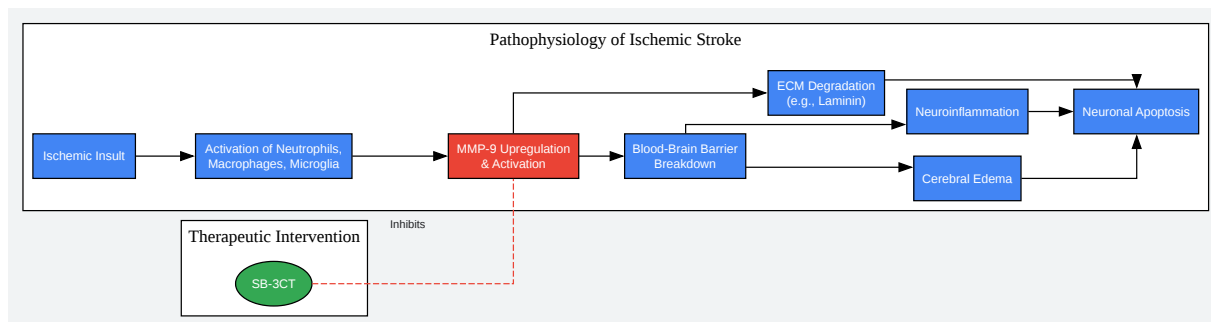 Pathophysiology of Ischemic Stroke
ECM Degradation
(e.g., Laminin)
Neuroinflammation
Neuronal Apoptosis
Ischemic Insult
Activation of Neutrophils,
Macrophages, Microglia
MMP-9 Upregulation
& Activation
Blood-Brain Barrier
Breakdown
Cerebral Edema
Inhibits
Therapeutic Intervention
SB-3CT